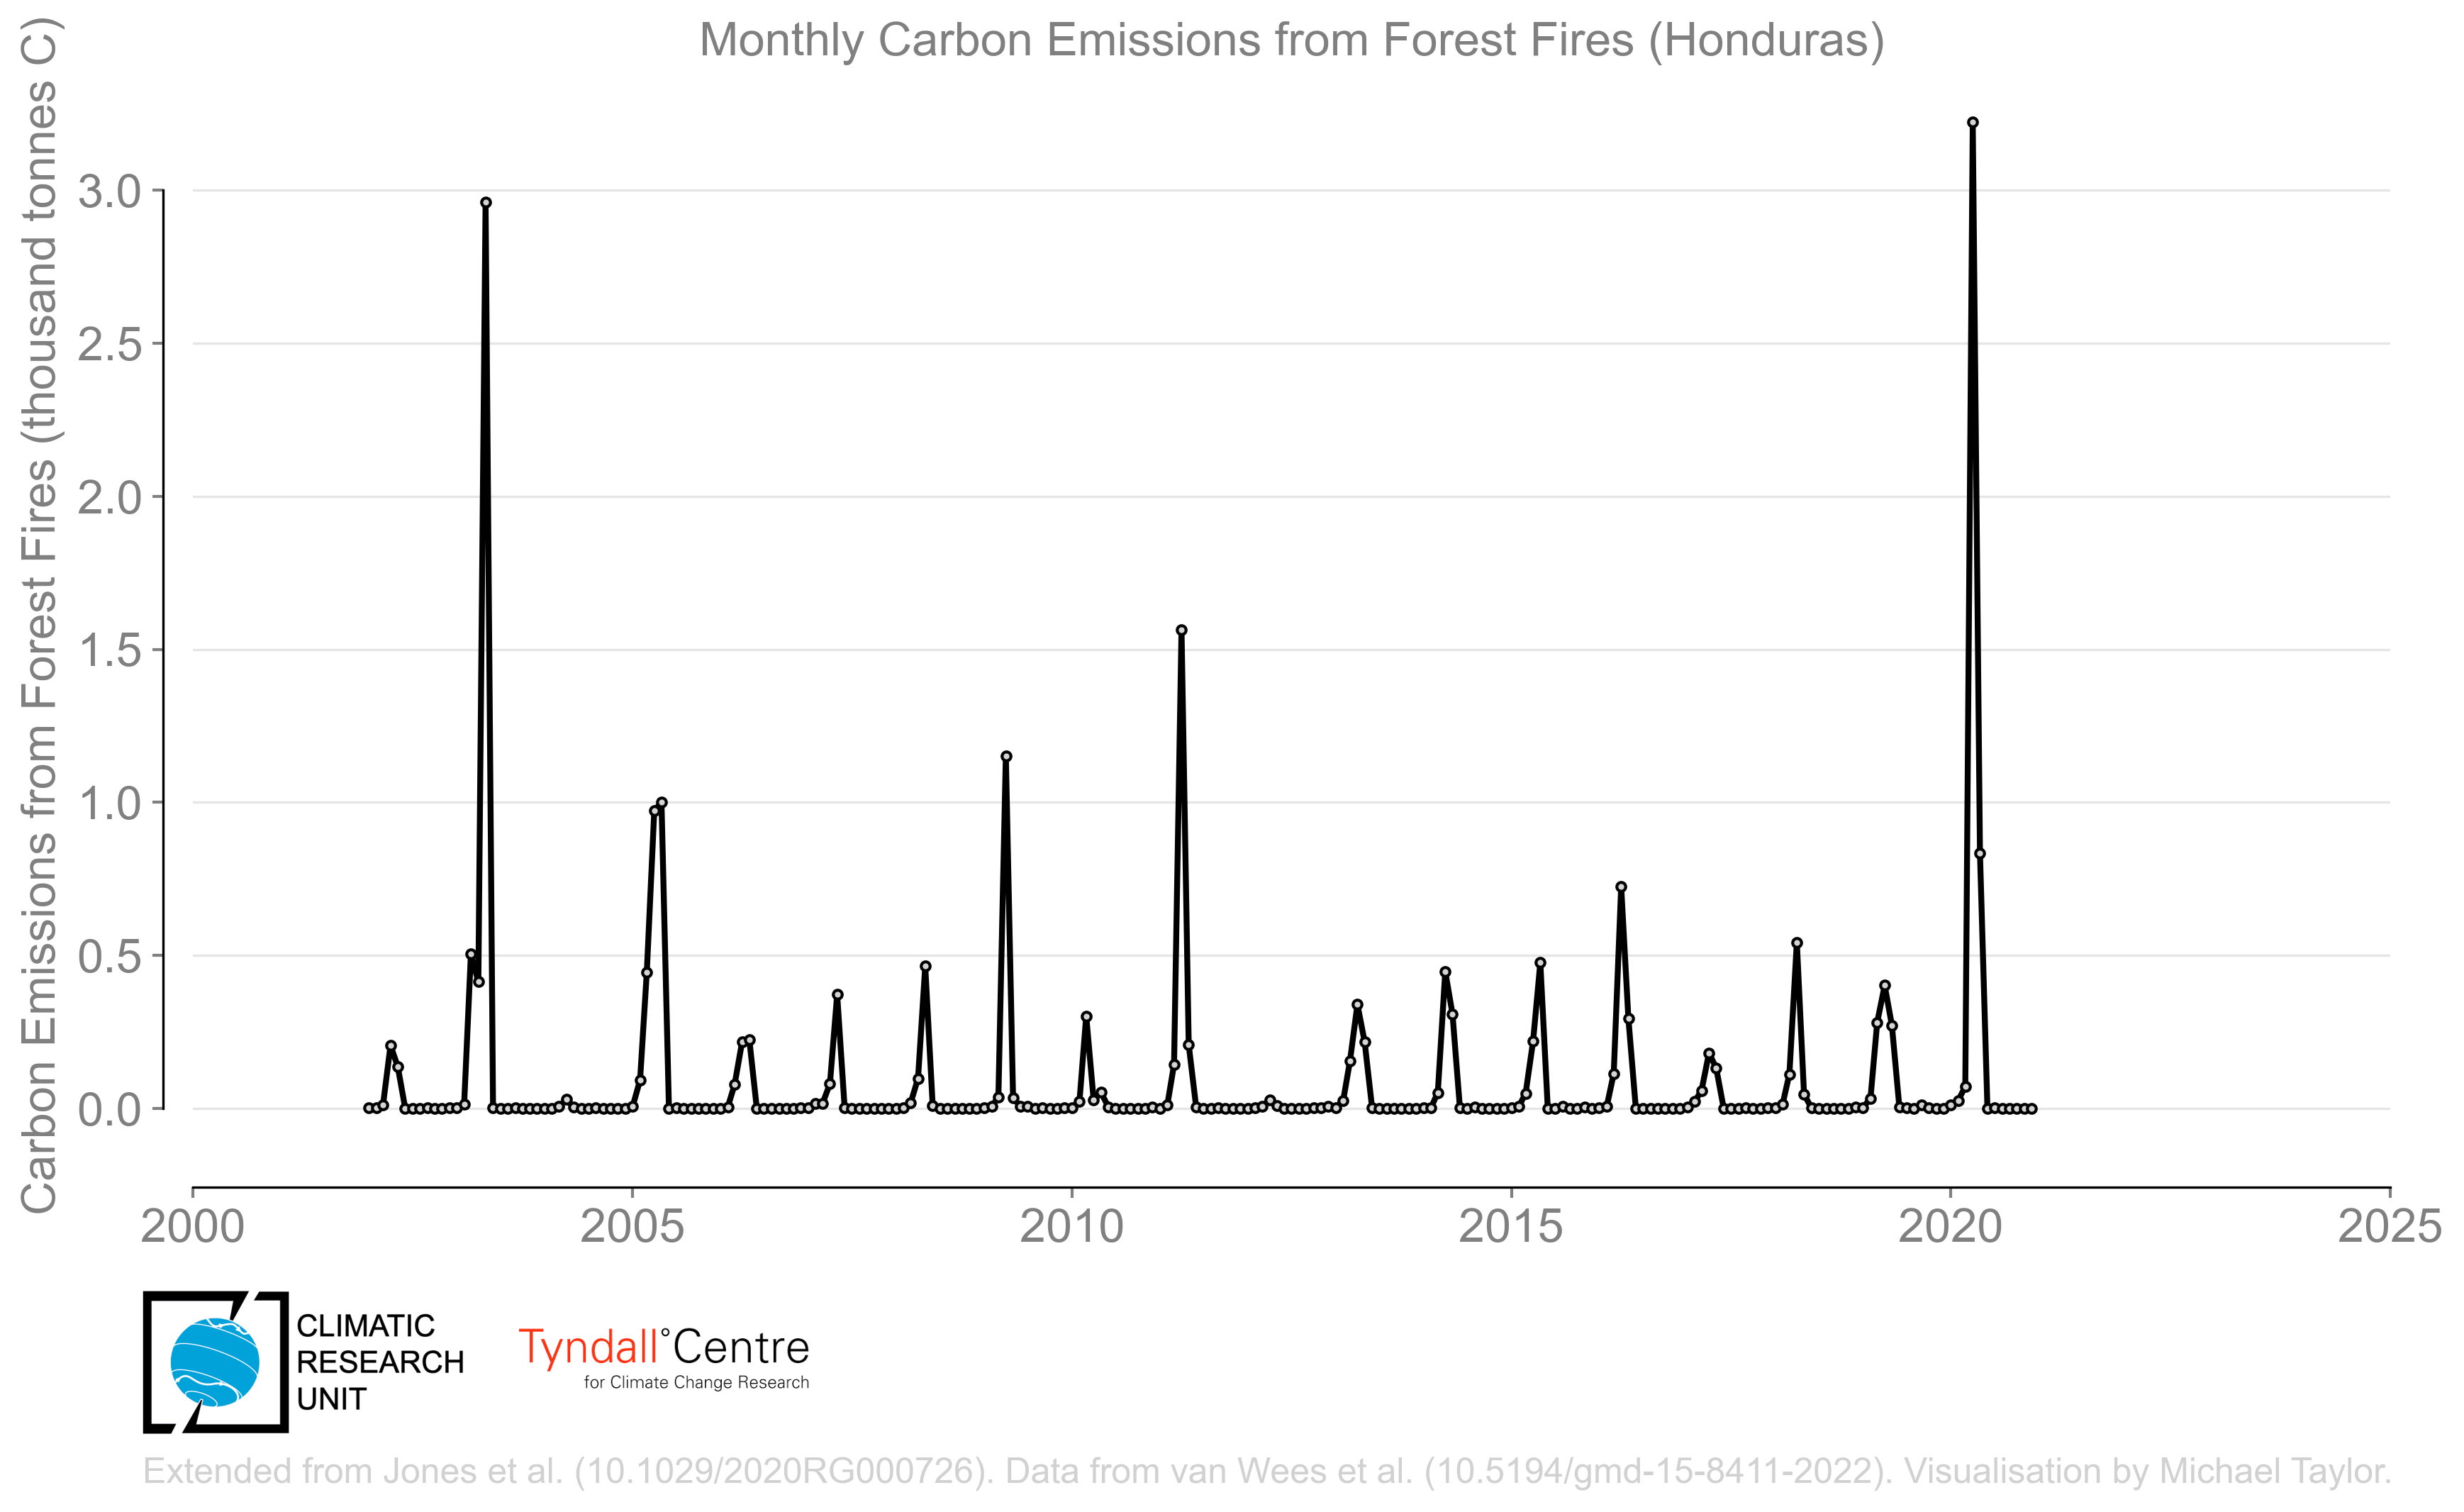 Monthly Carbon Emissions from Forest Fires (Honduras)
Carbon Emissions from Forest Fires (thousand tonnes C)
3.0
2.5
2.0
1.5
1.0
0.5
0.0
2000 2005 2010 2015 2020 2025
CLIMATIC
RESEARCH
UNIT
Tyndall°Centre
for Climate Change Research
Extended from Jones et al. (10.1029/2020RG000726). Data from van Wees et al. (10.5194/gmd-15-8411-2022). Visualisation by Michael Taylor.